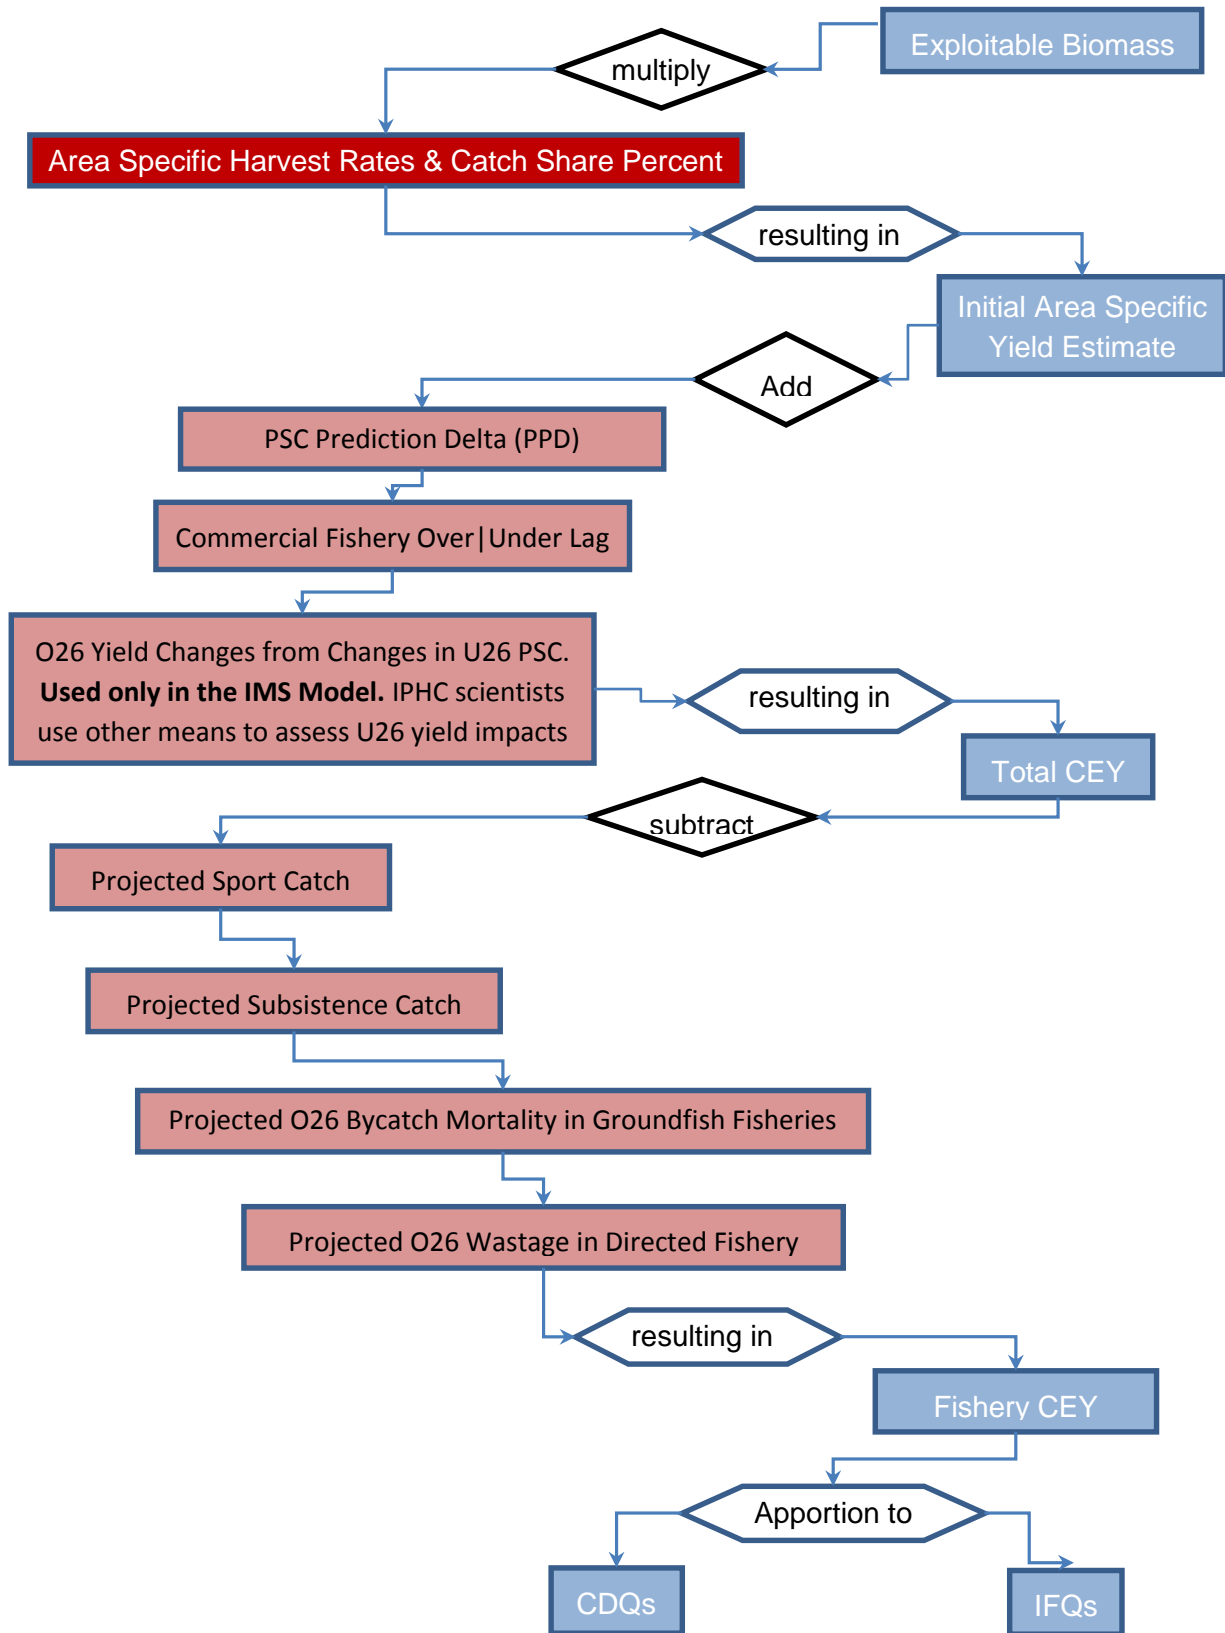 Exploitable Biomass
multiply
Area Specific Harvest Rates & Catch Share Percent
resulting in
Initial Area Specific
Yield Estimate
Add
PSC Prediction Delta (PPD)
Commercial Fishery Over|Under Lag
O26 Yield Changes from Changes in U26 PSC.
Used only in the IMS Model. IPHC scientists
use other means to assess U26 yield impacts
resulting in
Total CEY
subtract
Projected Sport Catch
Projected Subsistence Catch
Projected O26 Bycatch Mortality in Groundfish Fisheries
Projected O26 Wastage in Directed Fishery
resulting in
Fishery CEY
Apportion to
CDQs
IFQs